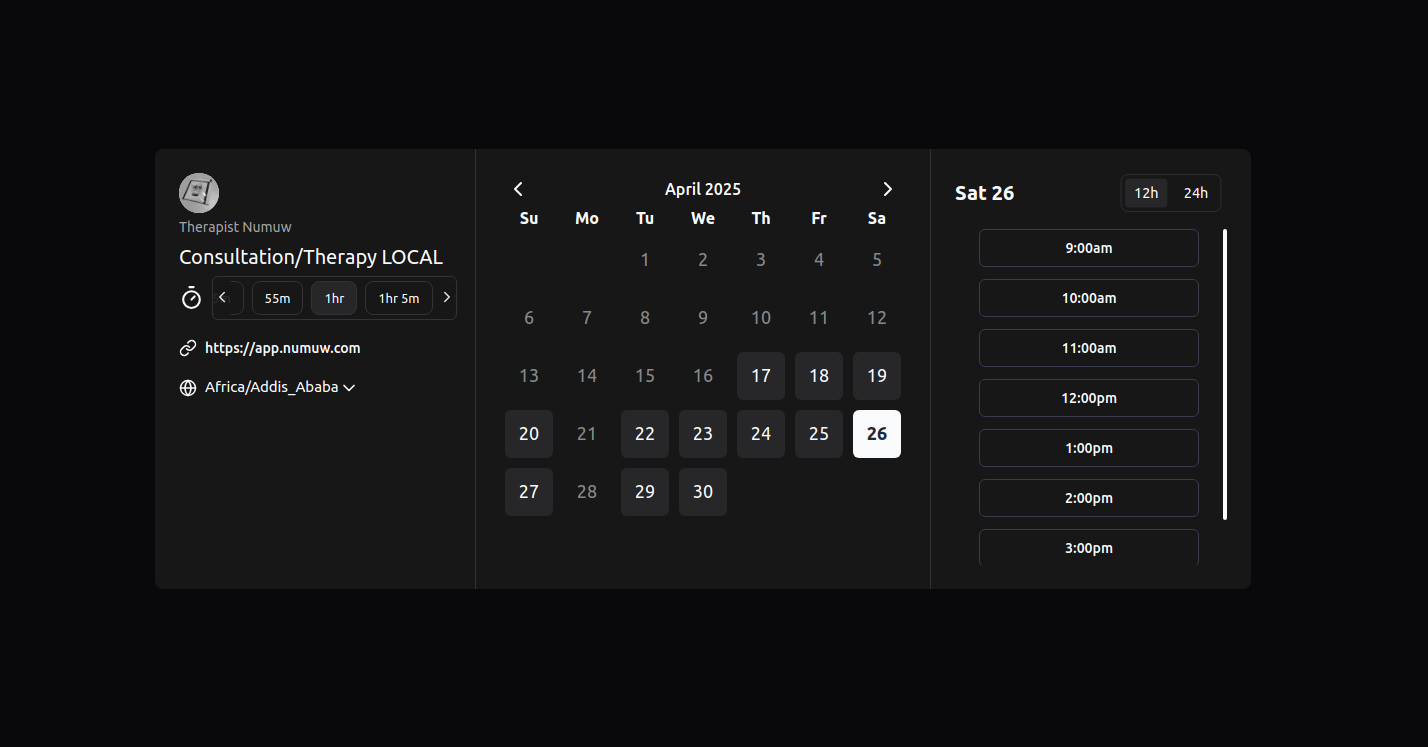 Therapist Numuw
Consultation/Therapy LOCAL
55m 1hr 1hr 5m
https://app.numuw.com
Africa/Addis_Ababa
April 2025
Su Mo Tu We Th Fr Sa
1 2 3 4 5
6 7 8 9 10 11 12
13 14 15 16 17 18 19
20 21 22 23 24 25 26
27 28 29 30
Sat 26
12h 24h
9:00am
10:00am
11:00am
12:00pm
1:00pm
2:00pm
3:00pm